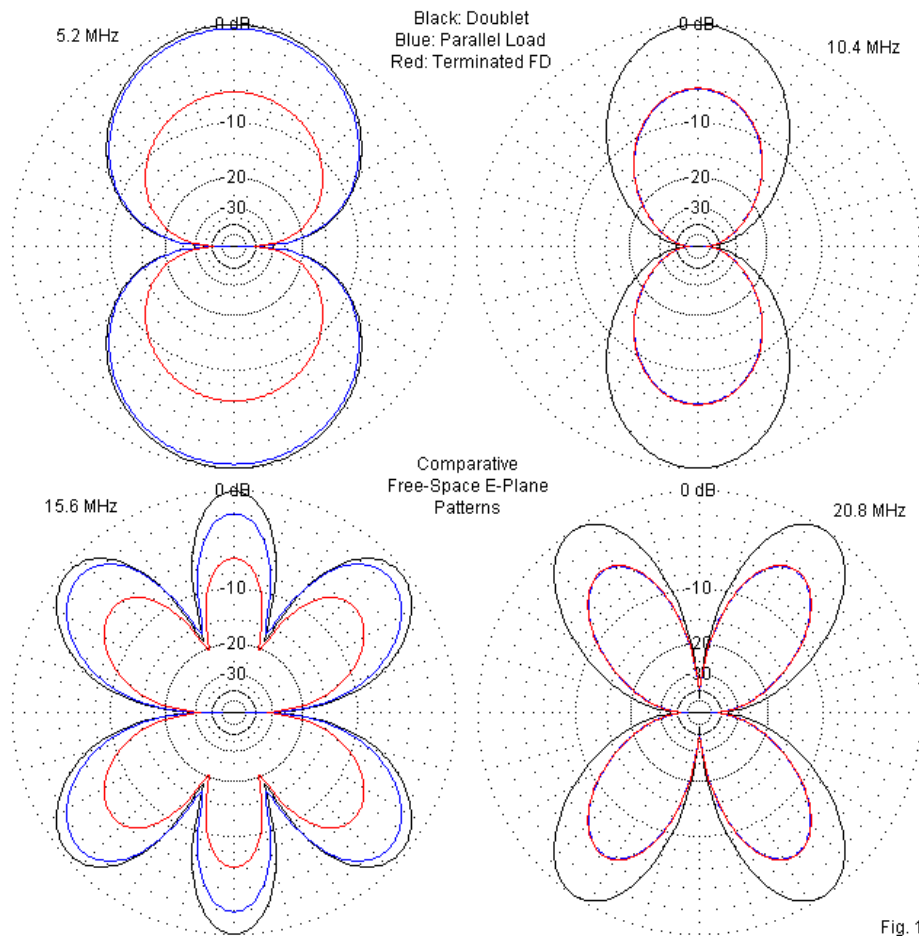 5.2 MHz
0 dB
-10
-20
-30
Black: Doublet
Blue: Parallel Load
Red: Terminated FD
0 dB
10.4 MHz
-10
-20
-30
Comparative
Free-Space E-Plane
Patterns
15.6 MHz
0 dB
-10
-20
-30
0 dB
20.8 MHz
-10
-20
-30
Fig. 1